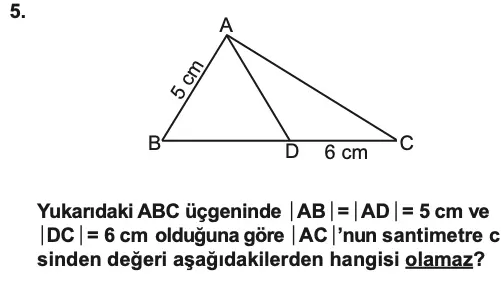 5.
A
5 cm
B
D
6 cm
C
Yukarıdaki ABC üçgeninde |AB|=|AD|= 5 cm ve
|DC|= 6 cm olduğuna göre |AC|'nun santimetre c
sinden değeri aşağıdakilerden hangisi olamaz?